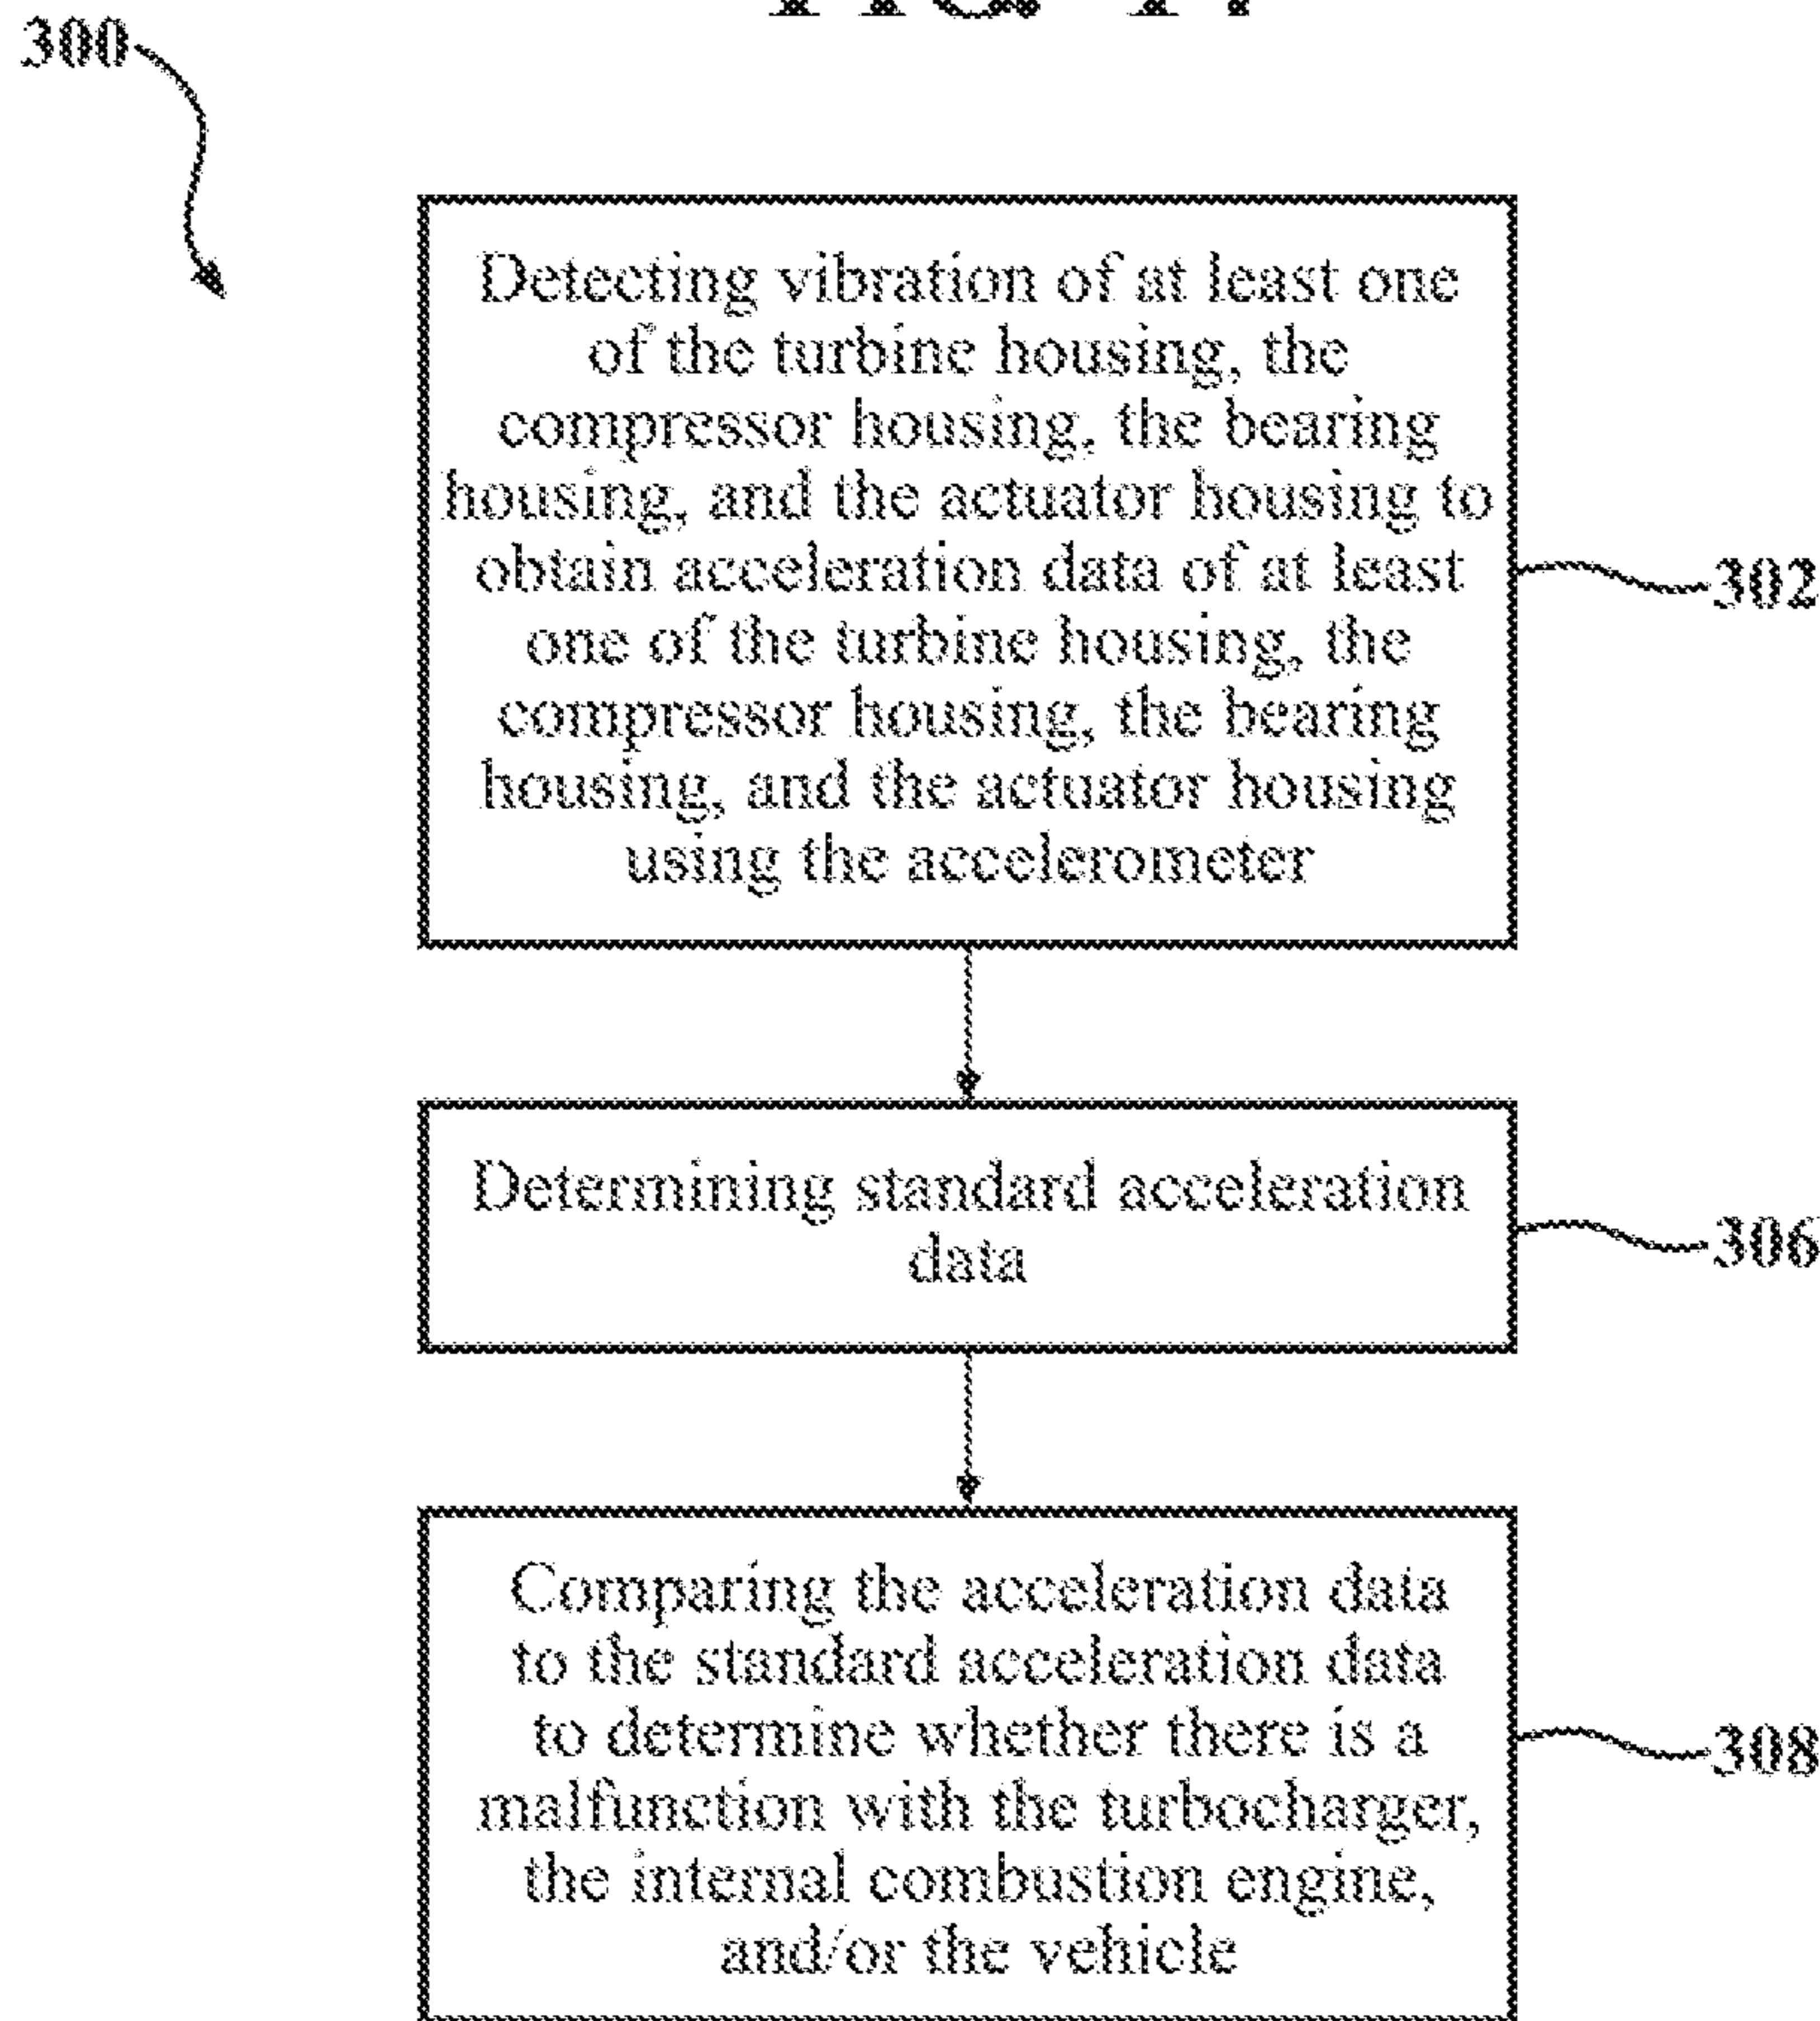 300
Detecting vibration of at least one
of the turbine housing, the
compressor housing, the bearing
housing, and the actuator housing to
obtain acceleration data of at least
one of the turbine housing, the
compressor housing, the bearing
housing, and the actuator housing
using the accelerometer
302
Determining standard acceleration
data
306
Comparing the acceleration data
to the standard acceleration data
to determine whether there is a
malfunction with the turbocharger,
the internal combustion engine,
and/or the vehicle
308